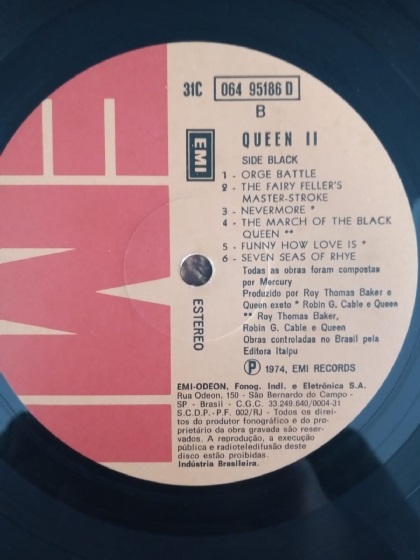 31C 064 95186 D
B
EMI
QUEEN II
SIDE BLACK
1 - ORGE BATTLE
2 - THE FAIRY FELLER'S
MASTER-STROKE
3 - NEVERMORE *
4 - THE MARCH OF THE BLACK
QUEEN **
5 - FUNNY HOW LOVE IS *
6 - SEVEN SEAS OF RHYE
Todas as obras foram compostas
por Mercury
Produzido por Roy Thomas Baker e
Queen exeto * Robin G. Cable e Queen
** Roy Thomas Baker,
Robin G. Cable e Queen
Obras controladas no Brasil pela
Editora Itaipu
ESTEREO
Ⓟ 1974, EMI RECORDS
EMI-ODEON, Fonog. Indl. e Eletrônica S.A.
Rua Odeon, 150 - São Bernardo do Campo -
SP - Brasil - C.G.C. 33.249.640/0004-31
S.C.D.P.-P.F. 002/RJ - Todos os direi-
tos do produtor fonográfico e do pro-
prietário da obra gravada são reser-
vados. A reprodução, a execução
pública e radioteledifusão deste
disco estão proibidas.
Indústria Brasileira.
EMI